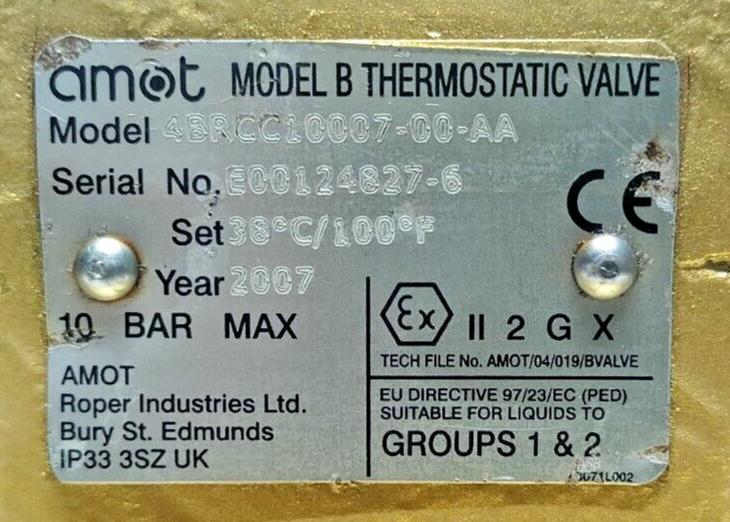 amot MODEL B THERMOSTATIC VALVE
Model 4BRCC10007-00-AA
Serial No. E00124827-6
CE
Set 38°C/100°F
Year 2007
10 BAR MAX
Ex II 2 G X
TECH FILE No. AMOT/04/019/BVALVE
AMOT
Roper Industries Ltd.
Bury St. Edmunds
IP33 3SZ UK
EU DIRECTIVE 97/23/EC (PED)
SUITABLE FOR LIQUIDS TO
GROUPS 1 & 2